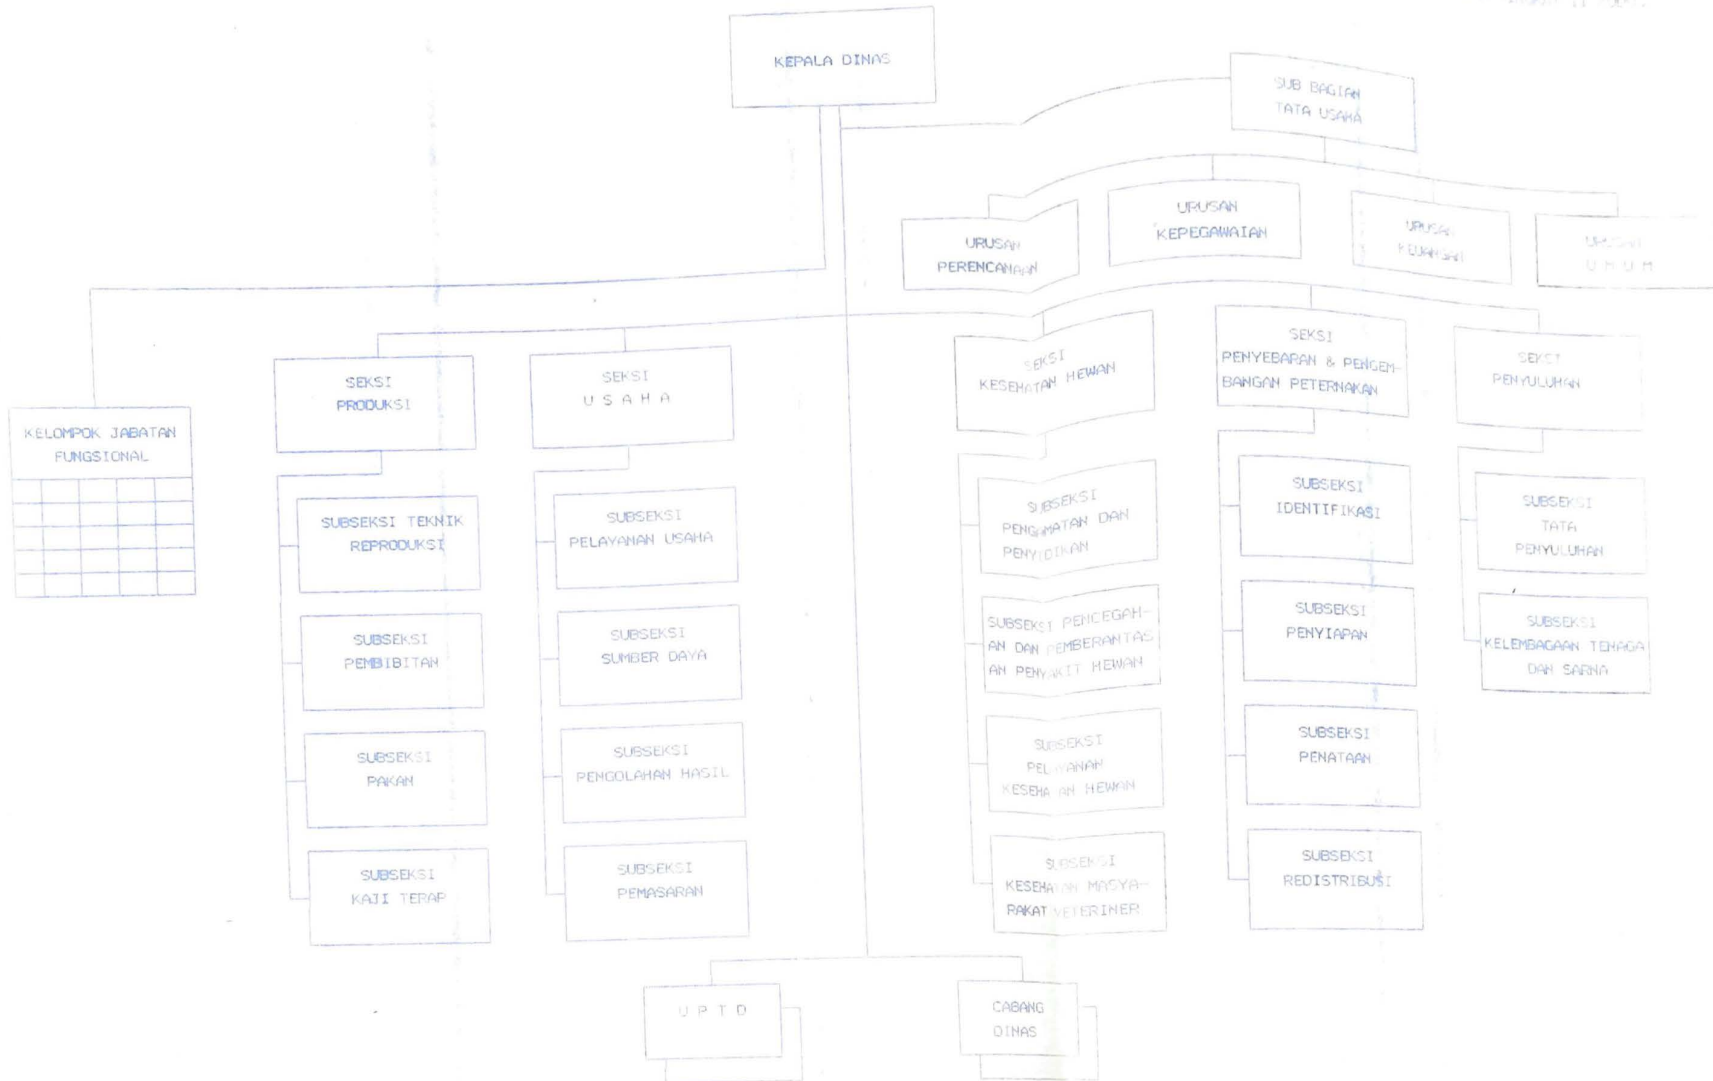 KEPALA DINAS
SUB BAGIAN
TATA USAHA
URUSAN
PERENCANAAN
URUSAN
KEPEGAWAIAN
URUSAN
KEUANGAN
URUSAN
U M U M
KELOMPOK JABATAN
FUNGSIONAL
SEKSI
PRODUKSI
SUBSEKSI TEKNIK
REPRODUKSI
SUBSEKSI
PEMBIBITAN
SUBSEKSI
PAKAN
SUBSEKSI
KAJI TERAP
SEKSI
U S A H A
SUBSEKSI
PELAYANAN USAHA
SUBSEKSI
SUMBER DAYA
SUBSEKSI
PENGOLAHAN HASIL
SUBSEKSI
PEMASARAN
SEKSI
KESEHATAN HEWAN
SUBSEKSI
PENGAMATAN DAN
PENYIDIKAN
SUBSEKSI PENCEGAH-
AN DAN PEMBERANTAS
AN PENYAKIT HEWAN
SUBSEKSI
PELAYANAN
KESEHATAN HEWAN
SUBSEKSI
KESEHATAN MASYA-
RAKAT VETERINER
SEKSI
PENYEBARAN & PENGEM-
BANGAN PETERNAKAN
SUBSEKSI
IDENTIFIKASI
SUBSEKSI
PENYIAPAN
SUBSEKSI
PENATAAN
SUBSEKSI
REDISTRIBUSI
SEKSI
PENYULUHAN
SUBSEKSI
TATA
PENYULUHAN
SUBSEKSI
KELEMBAGAAN TENAGA
DAN SARNA
U P T D
CABANG
DINAS